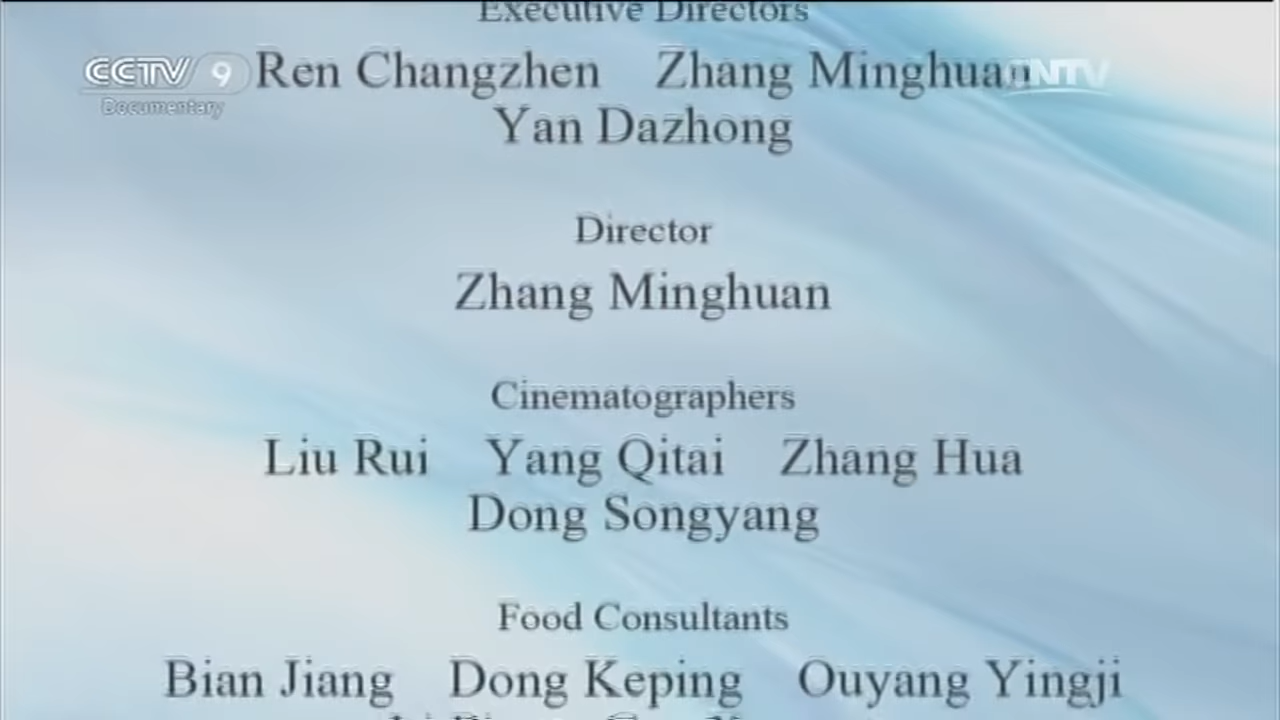 Executive Directors
CCTV 9
Documentary
Ren Changzhen Zhang Minghuan
CNTV
Yan Dazhong
Director
Zhang Minghuan
Cinematographers
Liu Rui Yang Qitai Zhang Hua
Dong Songyang
Food Consultants
Bian Jiang Dong Keping Ouyang Yingji